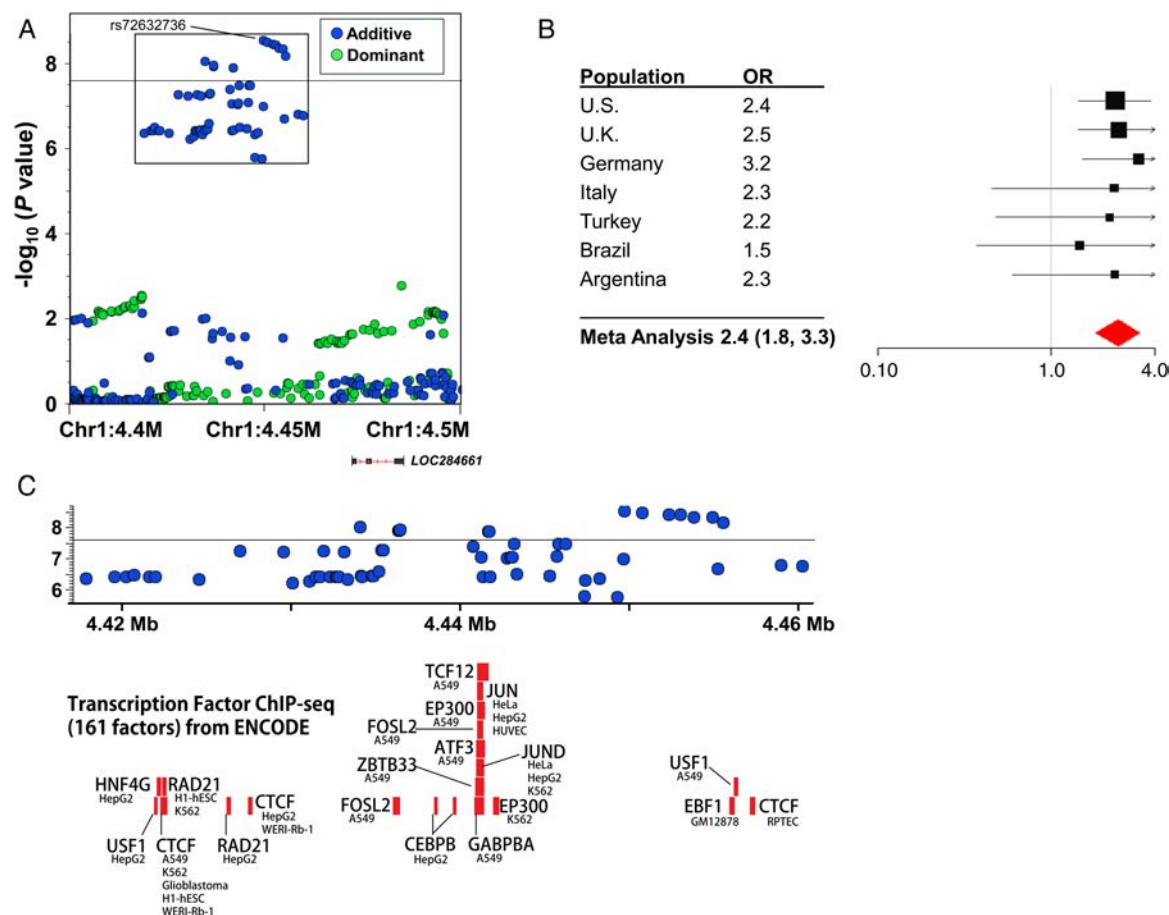 A
rs72632736
Additive
Dominant
-log10 (P value)
8
6
4
2
0
Chr1:4.4M
Chr1:4.45M
Chr1:4.5M
LOC284661
B
Population OR
U.S. 2.4
U.K. 2.5
Germany 3.2
Italy 2.3
Turkey 2.2
Brazil 1.5
Argentina 2.3
Meta Analysis 2.4 (1.8, 3.3)
0.10
1.0
4.0
C
8
7
6
4.42 Mb
4.44 Mb
4.46 Mb
Transcription Factor ChIP-seq
(161 factors) from ENCODE
HNF4G
HepG2
RAD21
H1-hESC
K562
USF1
HepG2
CTCF
A549
K562
Glioblastoma
H1-hESC
WERI-Rb-1
RAD21
HepG2
CTCF
HepG2
WERI-Rb-1
TCF12
A549
JUN
HeLa
HepG2
HUVEC
EP300
A549
FOSL2
A549
ATF3
A549
JUND
HeLa
HepG2
K562
ZBTB33
A549
FOSL2
A549
EP300
K562
CEBPB
HepG2
GABPBA
A549
USF1
A549
EBF1
GM12878
CTCF
RPTEC